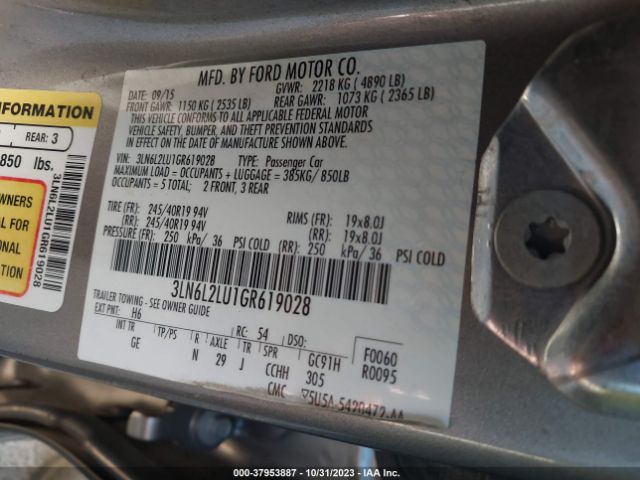 INFORMATION
REAR: 3
850 lbs.
OWNERS
AL FOR
ONAL
ION
3LN6L2LU1GR619028
MFD. BY FORD MOTOR CO.
DATE: 09/15 GVWR: 2218 KG ( 4890 LB)
FRONT GAWR: 1150 KG ( 2535 LB) REAR GAWR: 1073 KG ( 2365 LB)
THIS VEHICLE CONFORMS TO ALL APPLICABLE FEDERAL MOTOR
VEHICLE SAFETY, BUMPER, AND THEFT PREVENTION STANDARDS
IN EFFECT ON THE DATE OF MANUFACTURE SHOWN ABOVE.
VIN: 3LN6L2LU1GR619028 TYPE: Passenger Car
MAXIMUM LOAD = OCCUPANTS + LUGGAGE = 385KG/ 850LB
OCCUPANTS = 5 TOTAL; 2 FRONT, 3 REAR
TIRE (FR): 245/40R19 94V RIMS (FR): 19x8.0J
(RR): 245/40R19 94V (RR): 19x8.0J
PRESSURE (FR): 250 kPa/ 36 PSI COLD (RR): 250 kPa/ 36 PSI COLD
3LN6L2LU1GR619028
TRAILER TOWING - SEE OWNER GUIDE
EXT PNT: H6 RC: 54 DSO:
INT TR TP/PS R AXLE TR SPR GC91H F0060
GE N 29 J CCHH 305 R0095
CMC 5U5A-5420472-AA
000-37953887 - 10/31/2023 - IAA Inc.